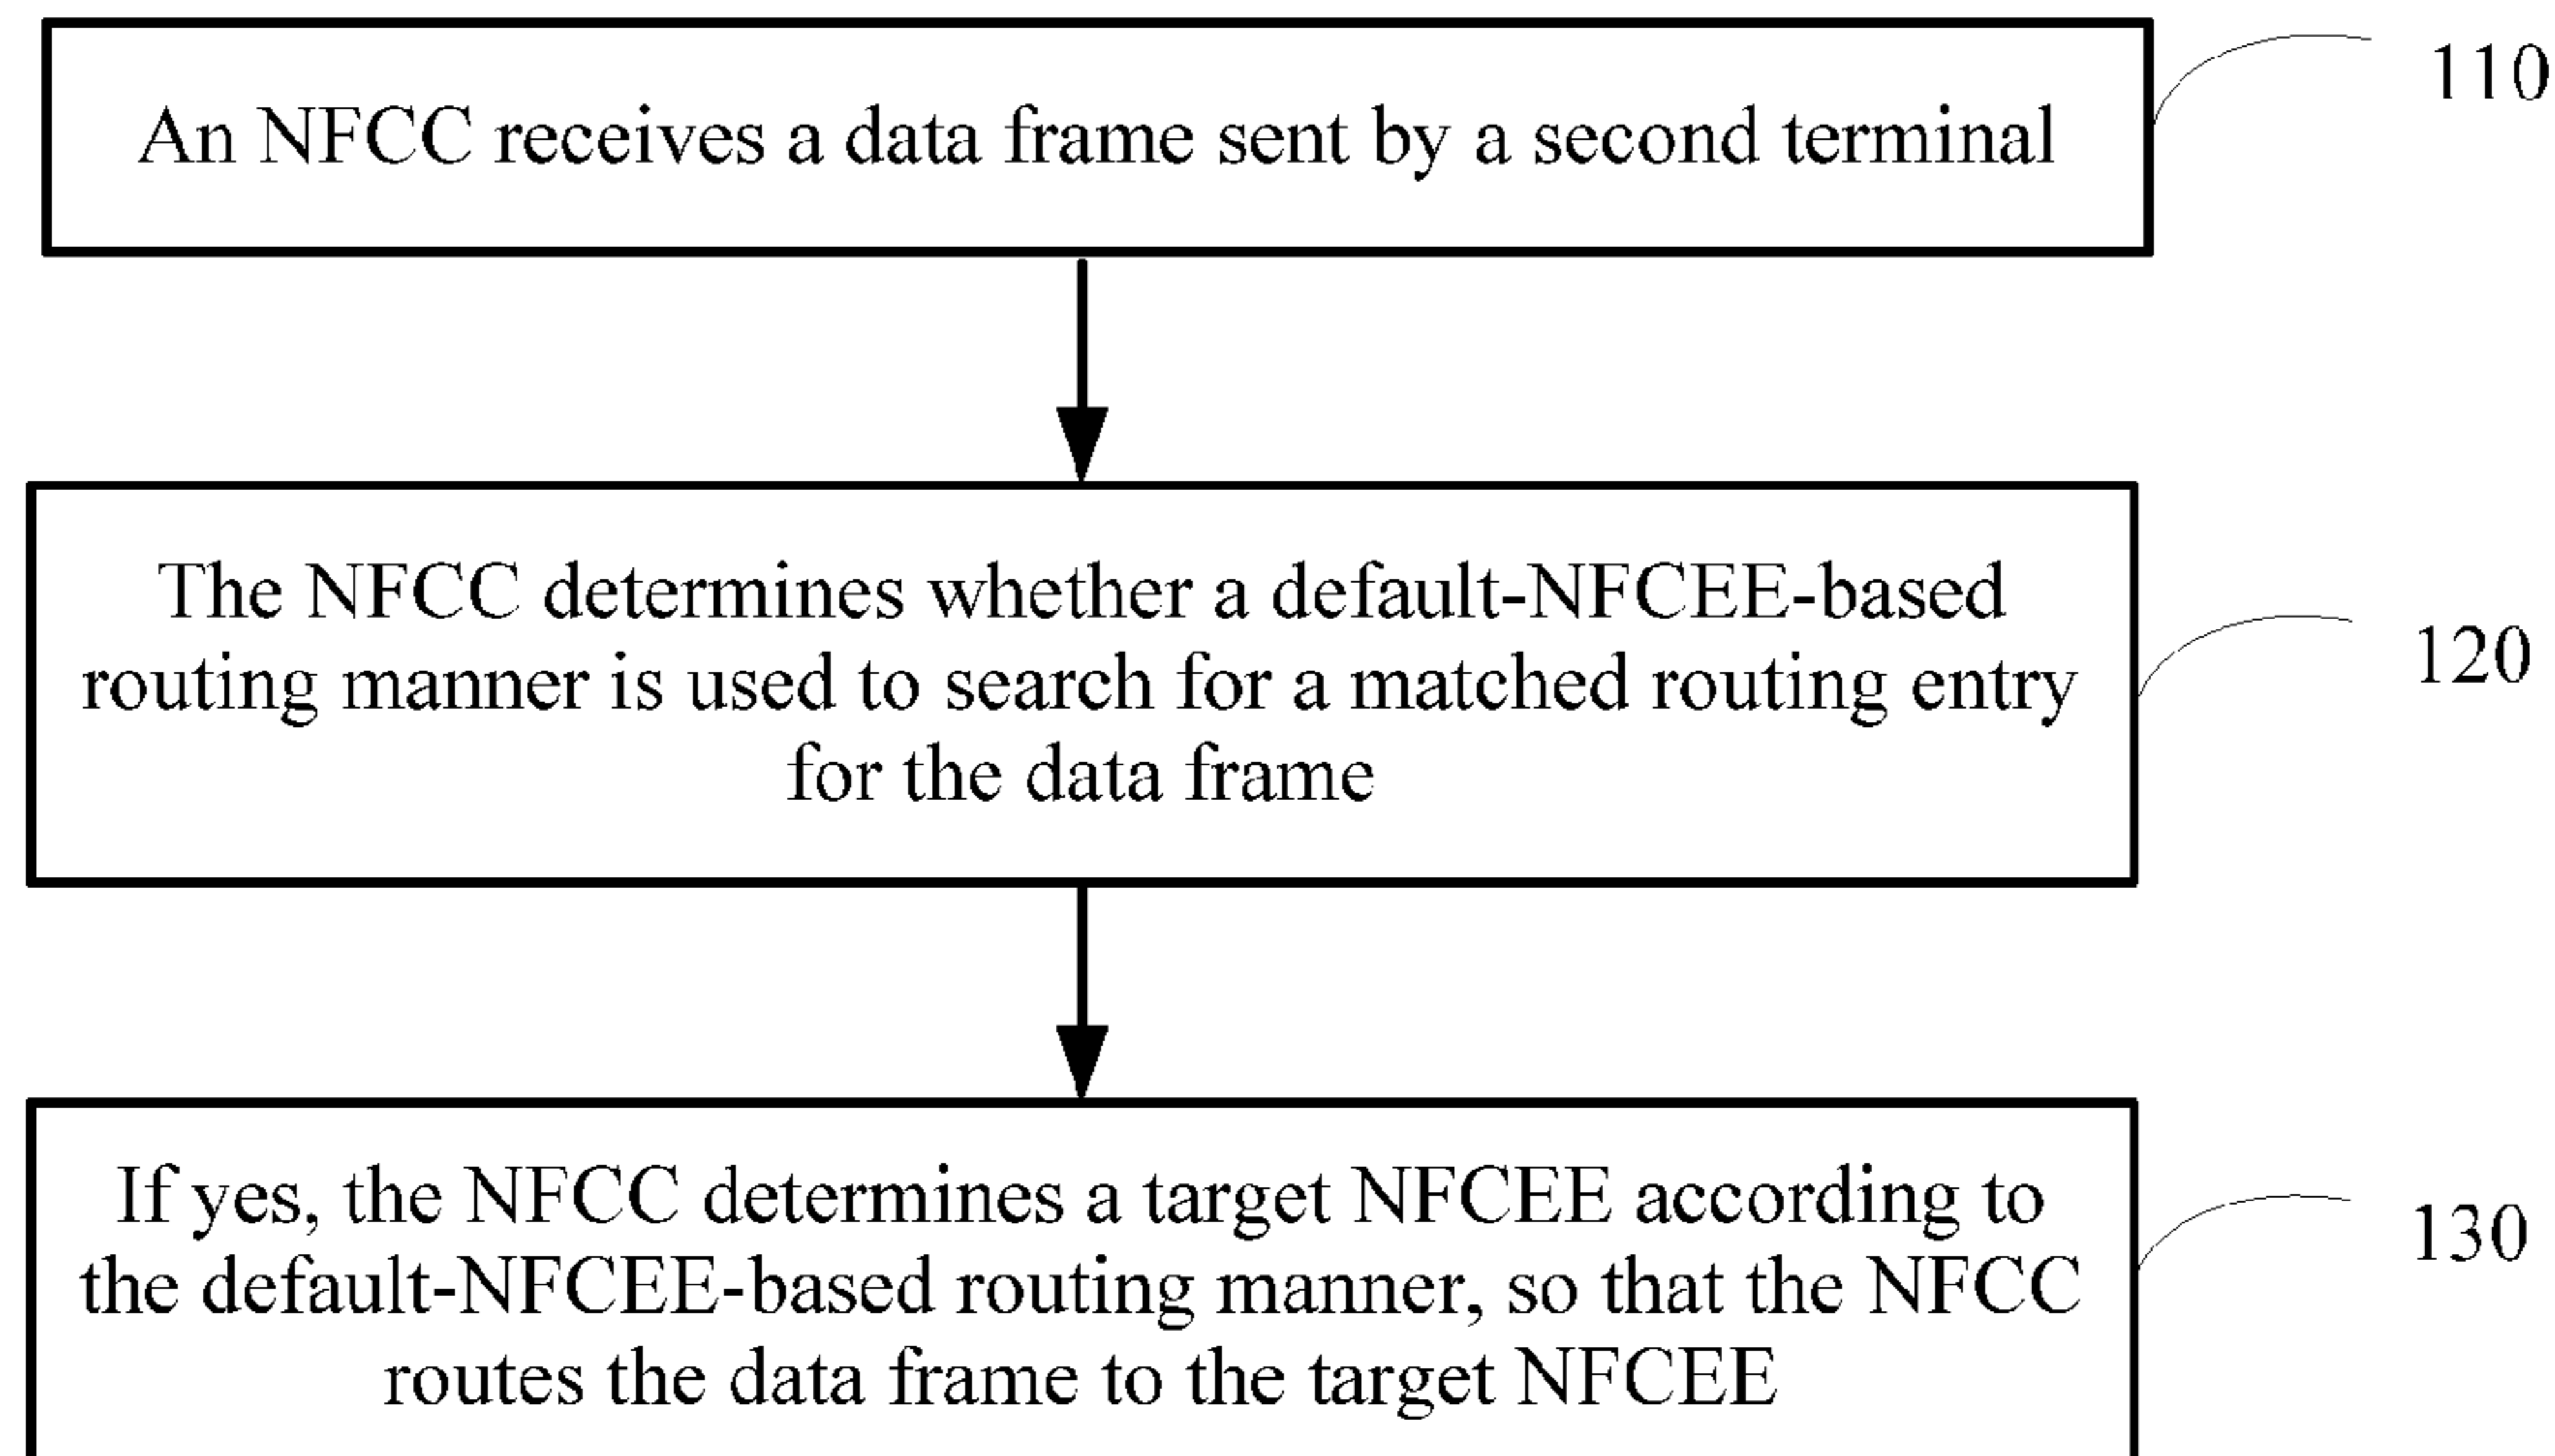 An NFCC receives a data frame sent by a second terminal
110
The NFCC determines whether a default-NFCEE-based
routing manner is used to search for a matched routing entry
for the data frame
120
If yes, the NFCC determines a target NFCEE according to
the default-NFCEE-based routing manner, so that the NFCC
routes the data frame to the target NFCEE
130